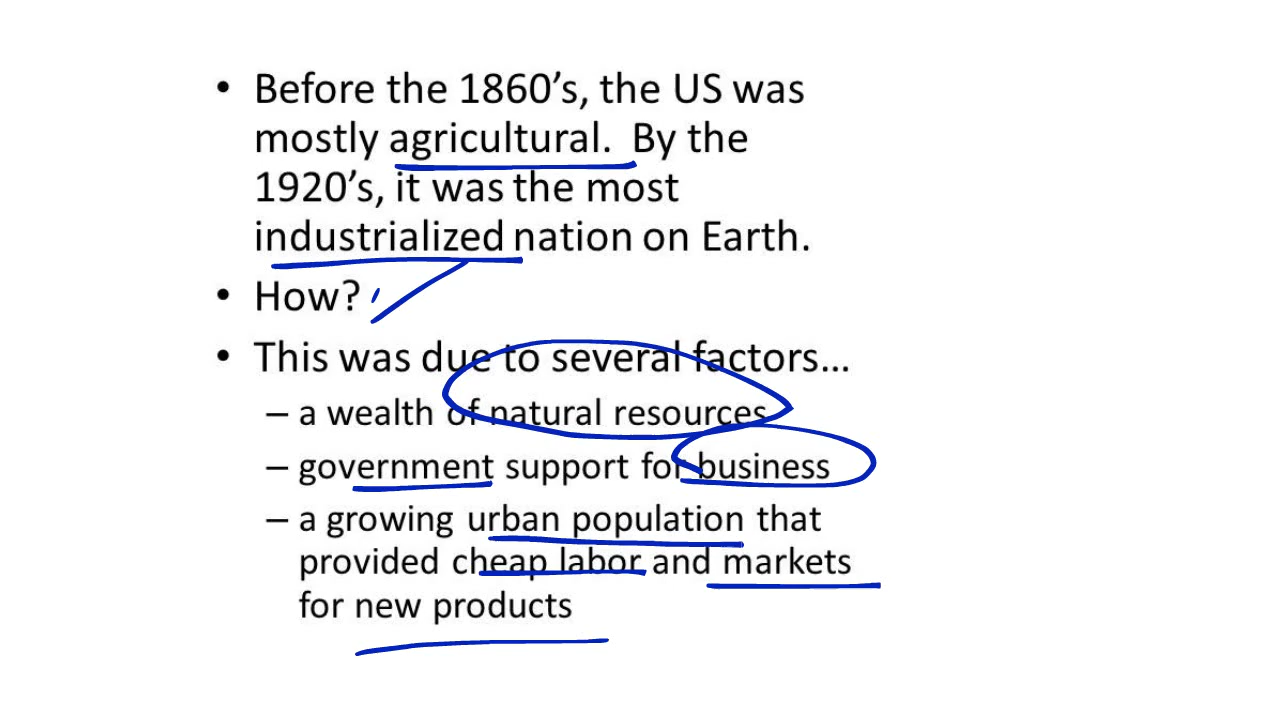 • Before the 1860’s, the US was
mostly agricultural.  By the
1920’s, it was the most
industrialized nation on Earth.
• How?
• This was due to several factors…
– a wealth of natural resources
– government support for business
– a growing urban population that
provided cheap labor and markets
for new products